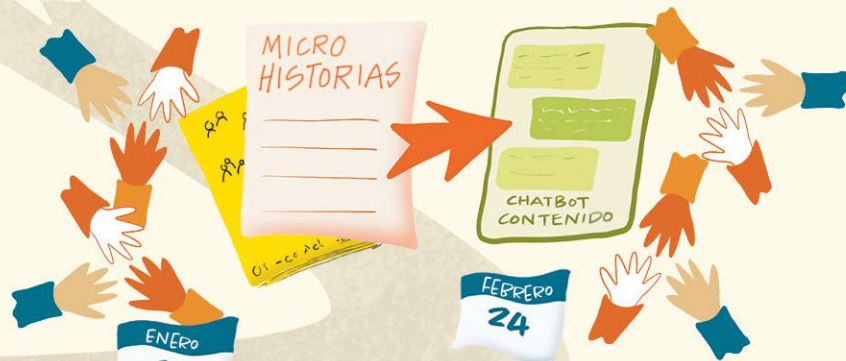 MICRO
HISTORIAS
CHATBOT
CONTENIDO
FEBRERO
24
ENERO